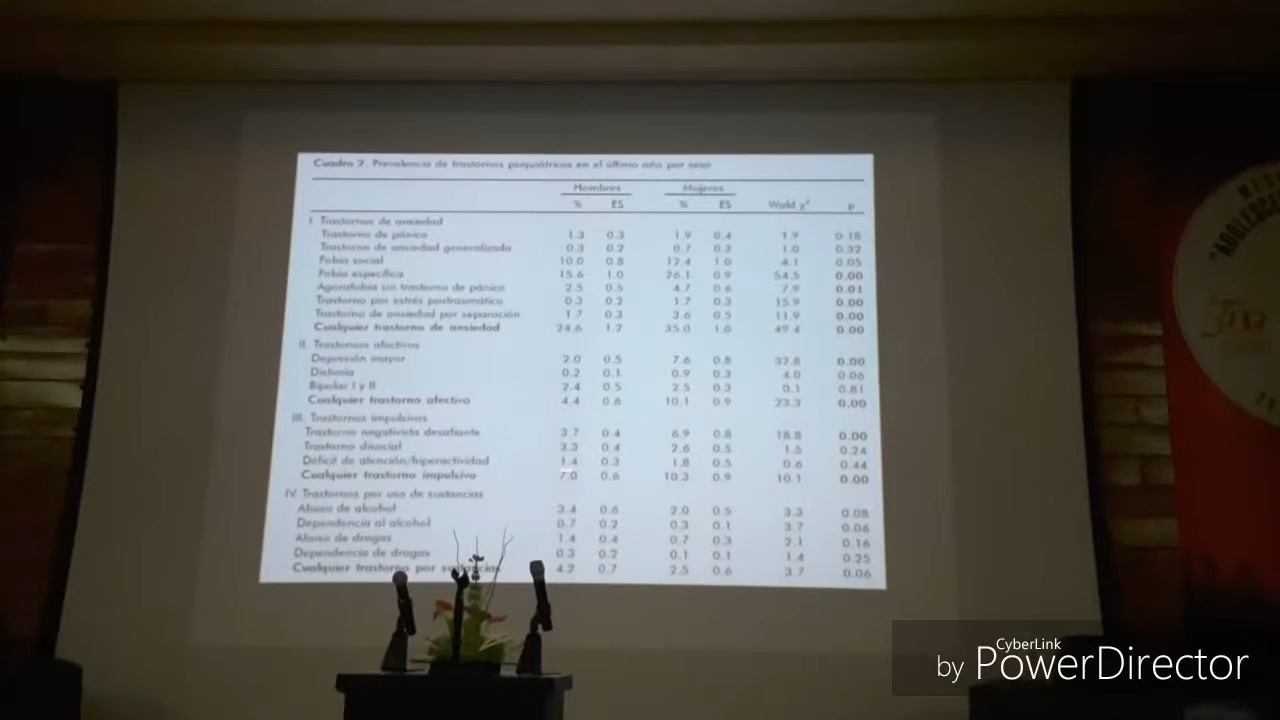 Cuadro 2. Prevalencia de trastornos psiquiátricos en el último año por sexo
Hombres Mujeres
% ES % ES Wald χ² p
I. Trastornos de ansiedad
Trastorno de pánico 1.3 0.3 1.9 0.4 1.9 0.18
Trastorno de ansiedad generalizada 0.3 0.2 0.7 0.3 1.0 0.32
Fobia social 10.0 0.8 12.4 1.0 4.1 0.05
Fobia específica 15.6 1.0 26.1 0.9 54.5 0.00
Agorafobia sin trastorno de pánico 2.5 0.5 4.7 0.6 7.9 0.01
Trastorno por estrés postraumático 0.3 0.2 1.7 0.3 15.9 0.00
Trastorno de ansiedad por separación 1.7 0.3 3.6 0.5 11.9 0.00
Cualquier trastorno de ansiedad 24.6 1.2 35.0 1.0 49.4 0.00
II. Trastornos afectivos
Depresión mayor 2.0 0.5 7.6 0.8 32.8 0.00
Distimia 0.2 0.1 0.9 0.3 4.0 0.06
Bipolar I y II 2.4 0.5 2.5 0.3 0.1 0.81
Cualquier trastorno afectivo 4.4 0.6 10.1 0.9 23.3 0.00
III. Trastornos impulsivos
Trastorno negativista desafiante 3.7 0.4 6.9 0.8 18.8 0.00
Trastorno disocial 3.3 0.4 2.6 0.5 1.5 0.24
Déficit de atención/hiperactividad 1.4 0.3 1.8 0.5 0.6 0.44
Cualquier trastorno impulsivo 7.0 0.6 10.3 0.9 10.1 0.00
IV. Trastornos por uso de sustancias
Abuso de alcohol 3.4 0.6 2.0 0.5 3.3 0.08
Dependencia al alcohol 0.7 0.2 0.3 0.1 3.7 0.06
Abuso de drogas 1.4 0.4 0.7 0.3 2.1 0.16
Dependencia de drogas 0.3 0.2 0.1 0.1 1.4 0.25
Cualquier trastorno por sustancias 4.2 0.7 2.5 0.6 3.7 0.06
CyberLink
by PowerDirector